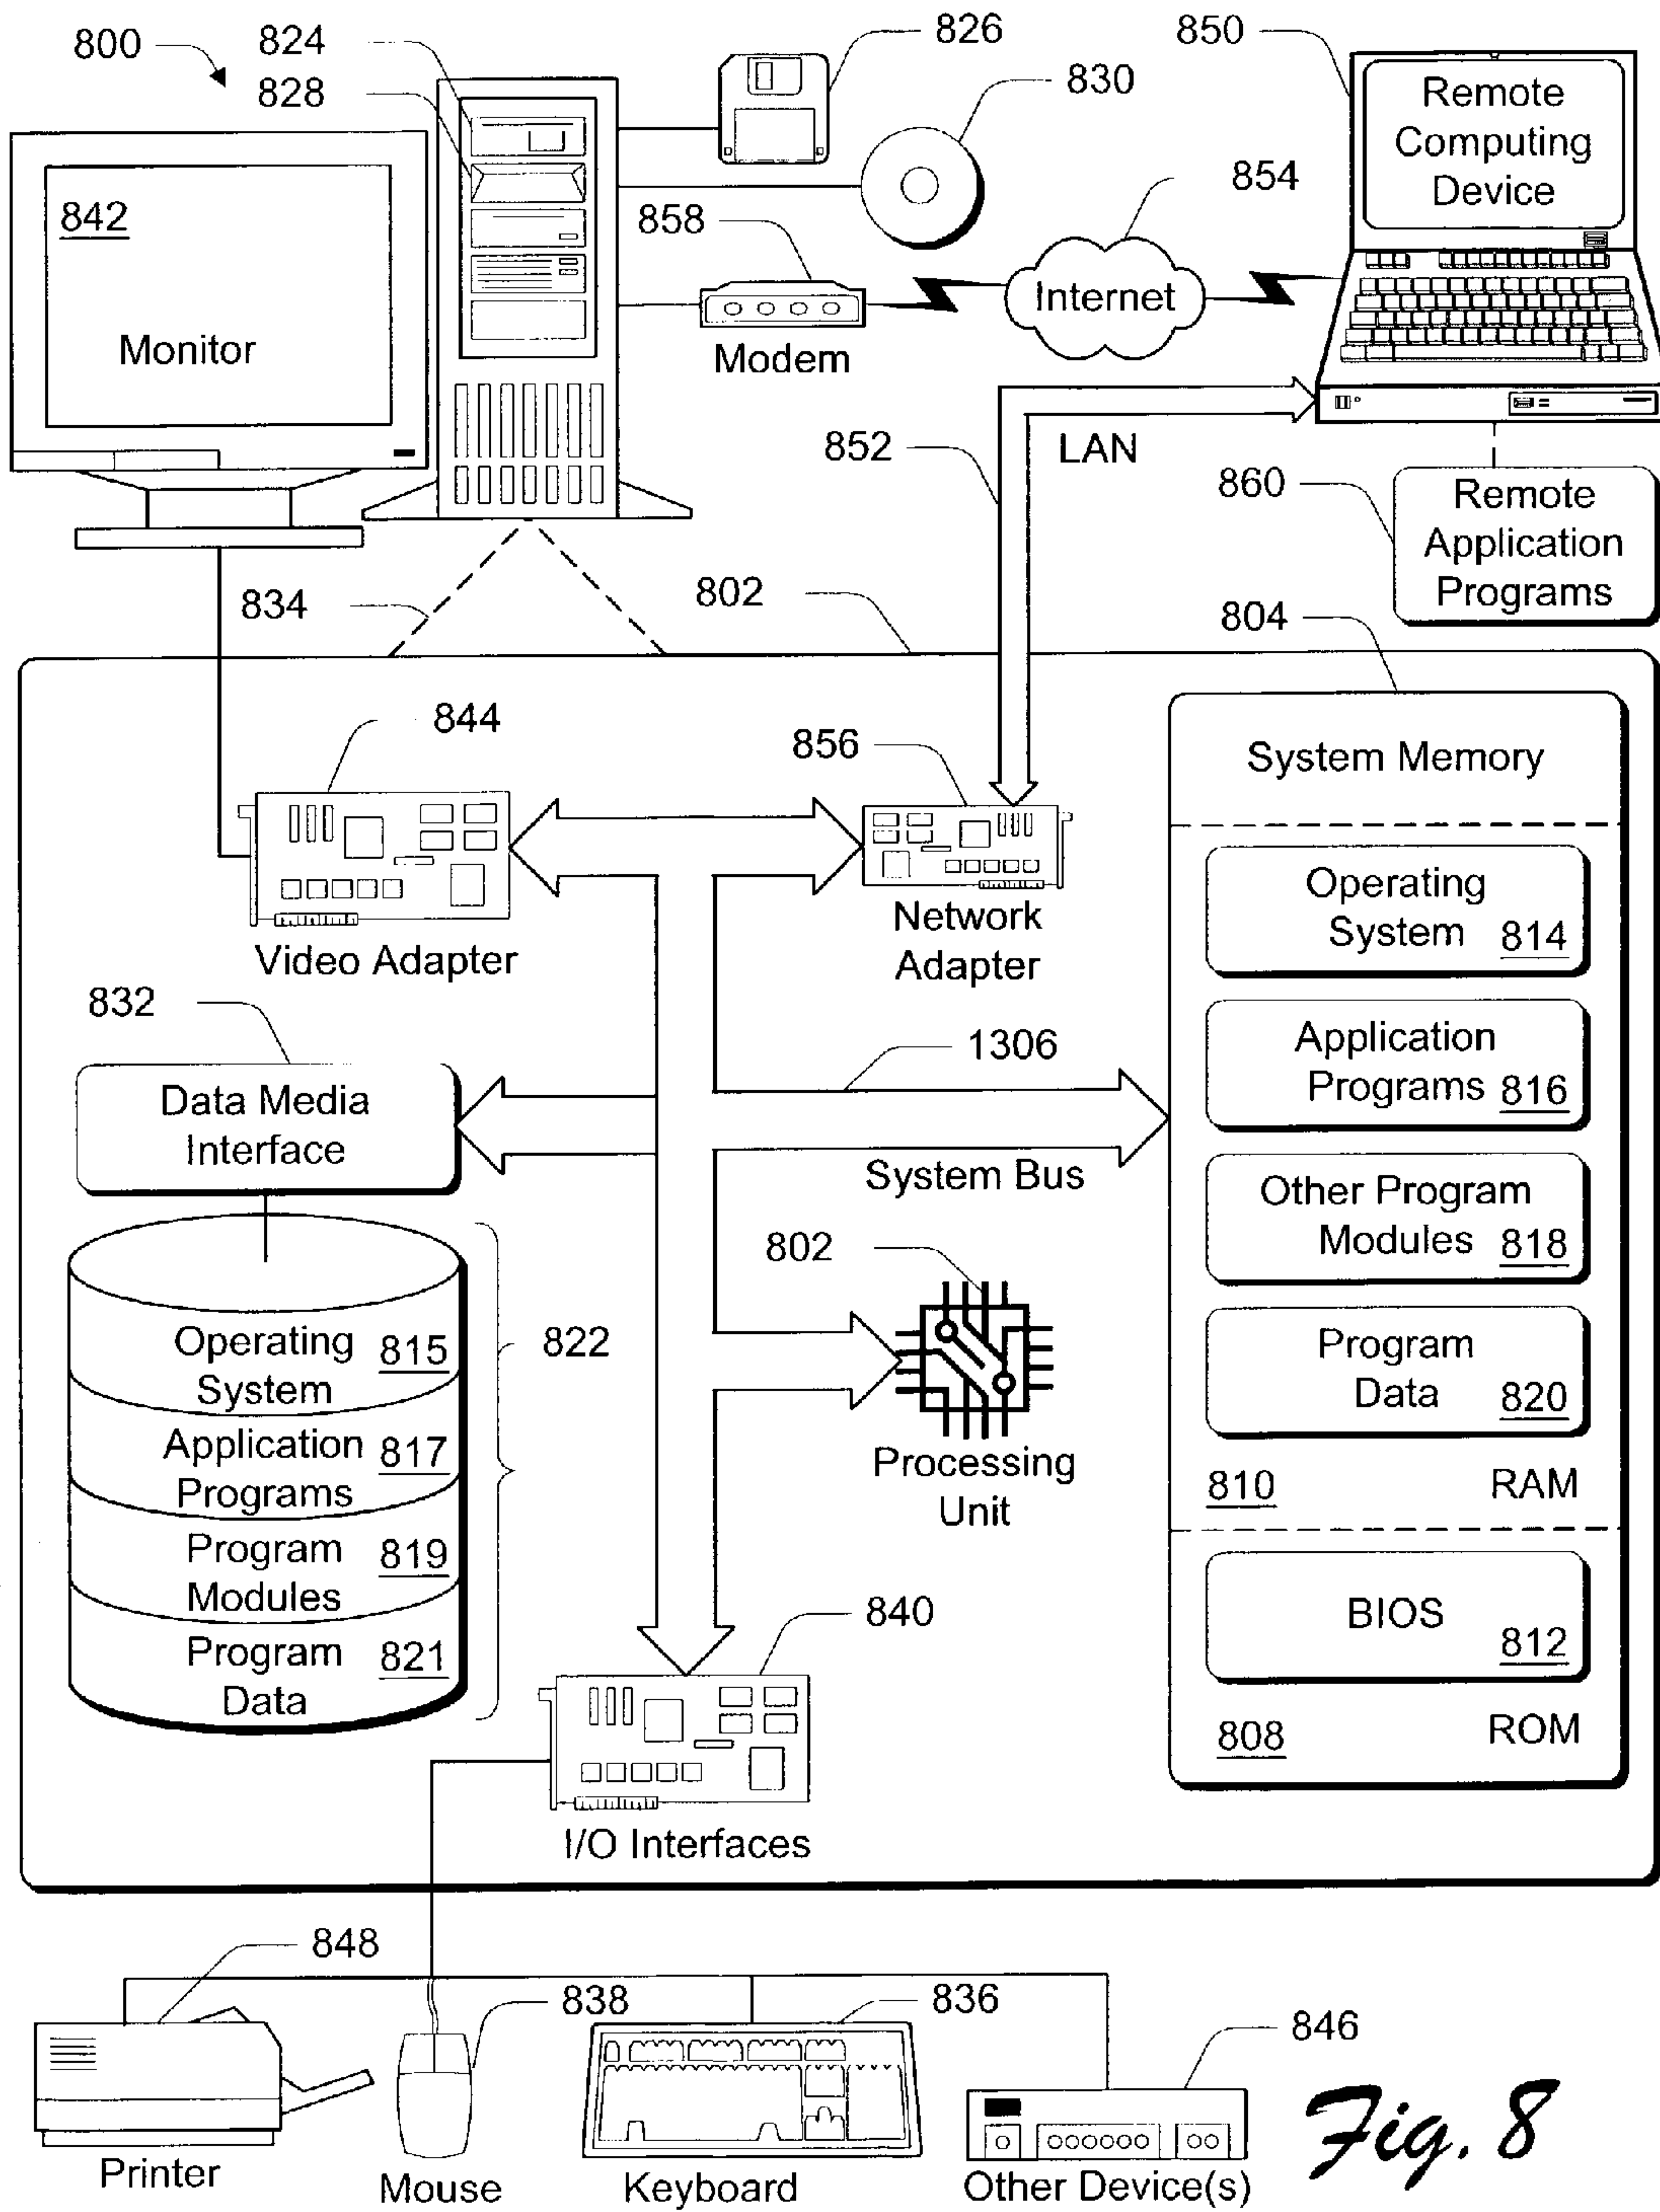 800
824
828
826
830
850
Remote
Computing
Device
842
Monitor
858
Modem
854
Internet
852
LAN
860
Remote
Application
Programs
834
802
804
844
Video Adapter
856
Network
Adapter
System Memory
Operating
System 814
Application
Programs 816
Other Program
Modules 818
Program
Data 820
810 RAM
BIOS
812
808 ROM
832
Data Media
Interface
1306
System Bus
802
Processing
Unit
Operating 815
System
Application 817
Programs
Program 819
Modules
Program 821
Data
822
840
I/O Interfaces
848
Printer
838
Mouse
836
Keyboard
846
Other Device(s)
Fig. 8